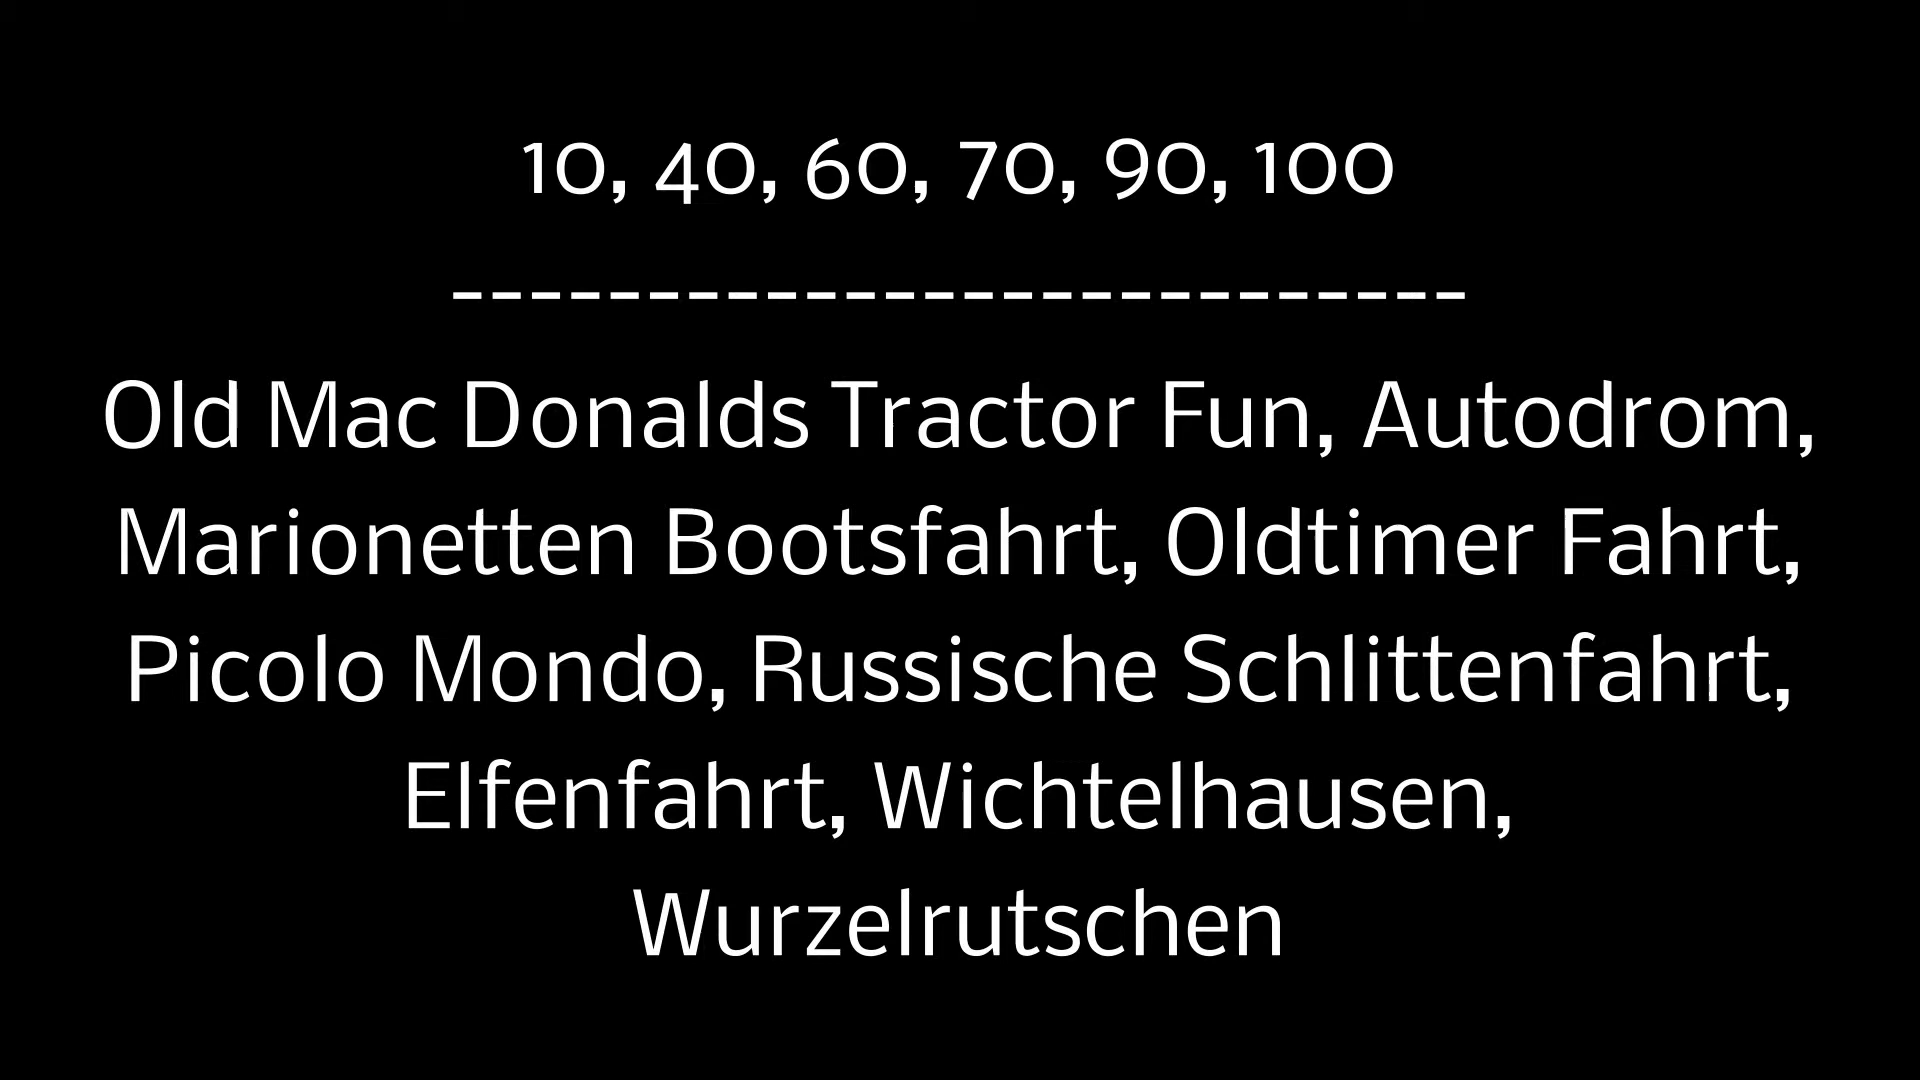 10, 40, 60, 70, 90, 100
--------------------------
Old Mac Donalds Tractor Fun, Autodrom,
Marionetten Bootsfahrt, Oldtimer Fahrt,
Picolo Mondo, Russische Schlittenfahrt,
Elfenfahrt, Wichtelhausen,
Wurzelrutschen